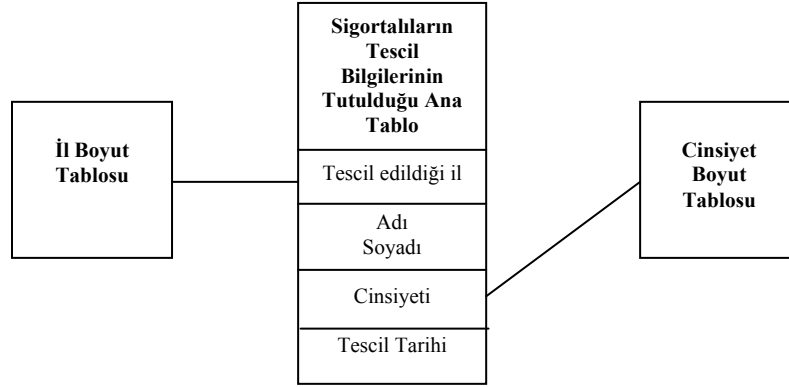 İl Boyut
Tablosu
Sigortalıların
Tescil
Bilgilerinin
Tutulduğu Ana
Tablo
Tescil edildiği il
Adı
Soyadı
Cinsiyeti
Tescil Tarihi
Cinsiyet
Boyut
Tablosu